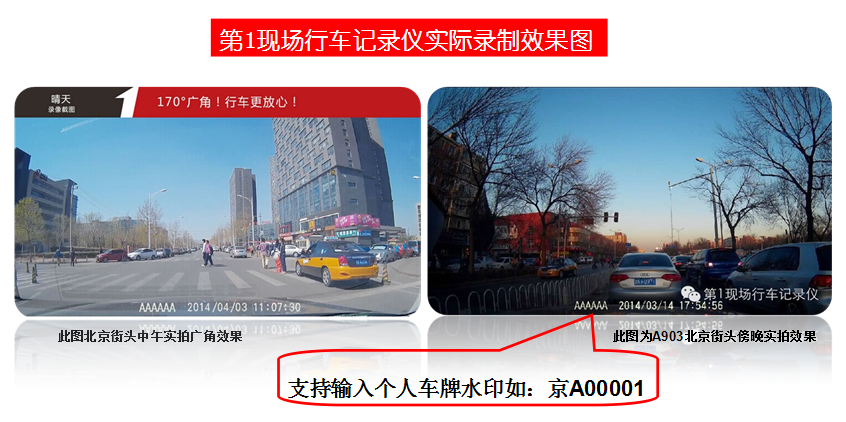 第1现场行车记录仪实际录制效果图
晴天
录像截图
1
170°广角！行车更放心！
AAAAAA 2014/04/03 11:07:30
第1现场行车记录仪
AAAAAA 2014/03/14 17:54:56
此图北京街头中午实拍广角效果
此图为A903北京街头傍晚实拍效果
支持输入个人车牌水印如：京A00001